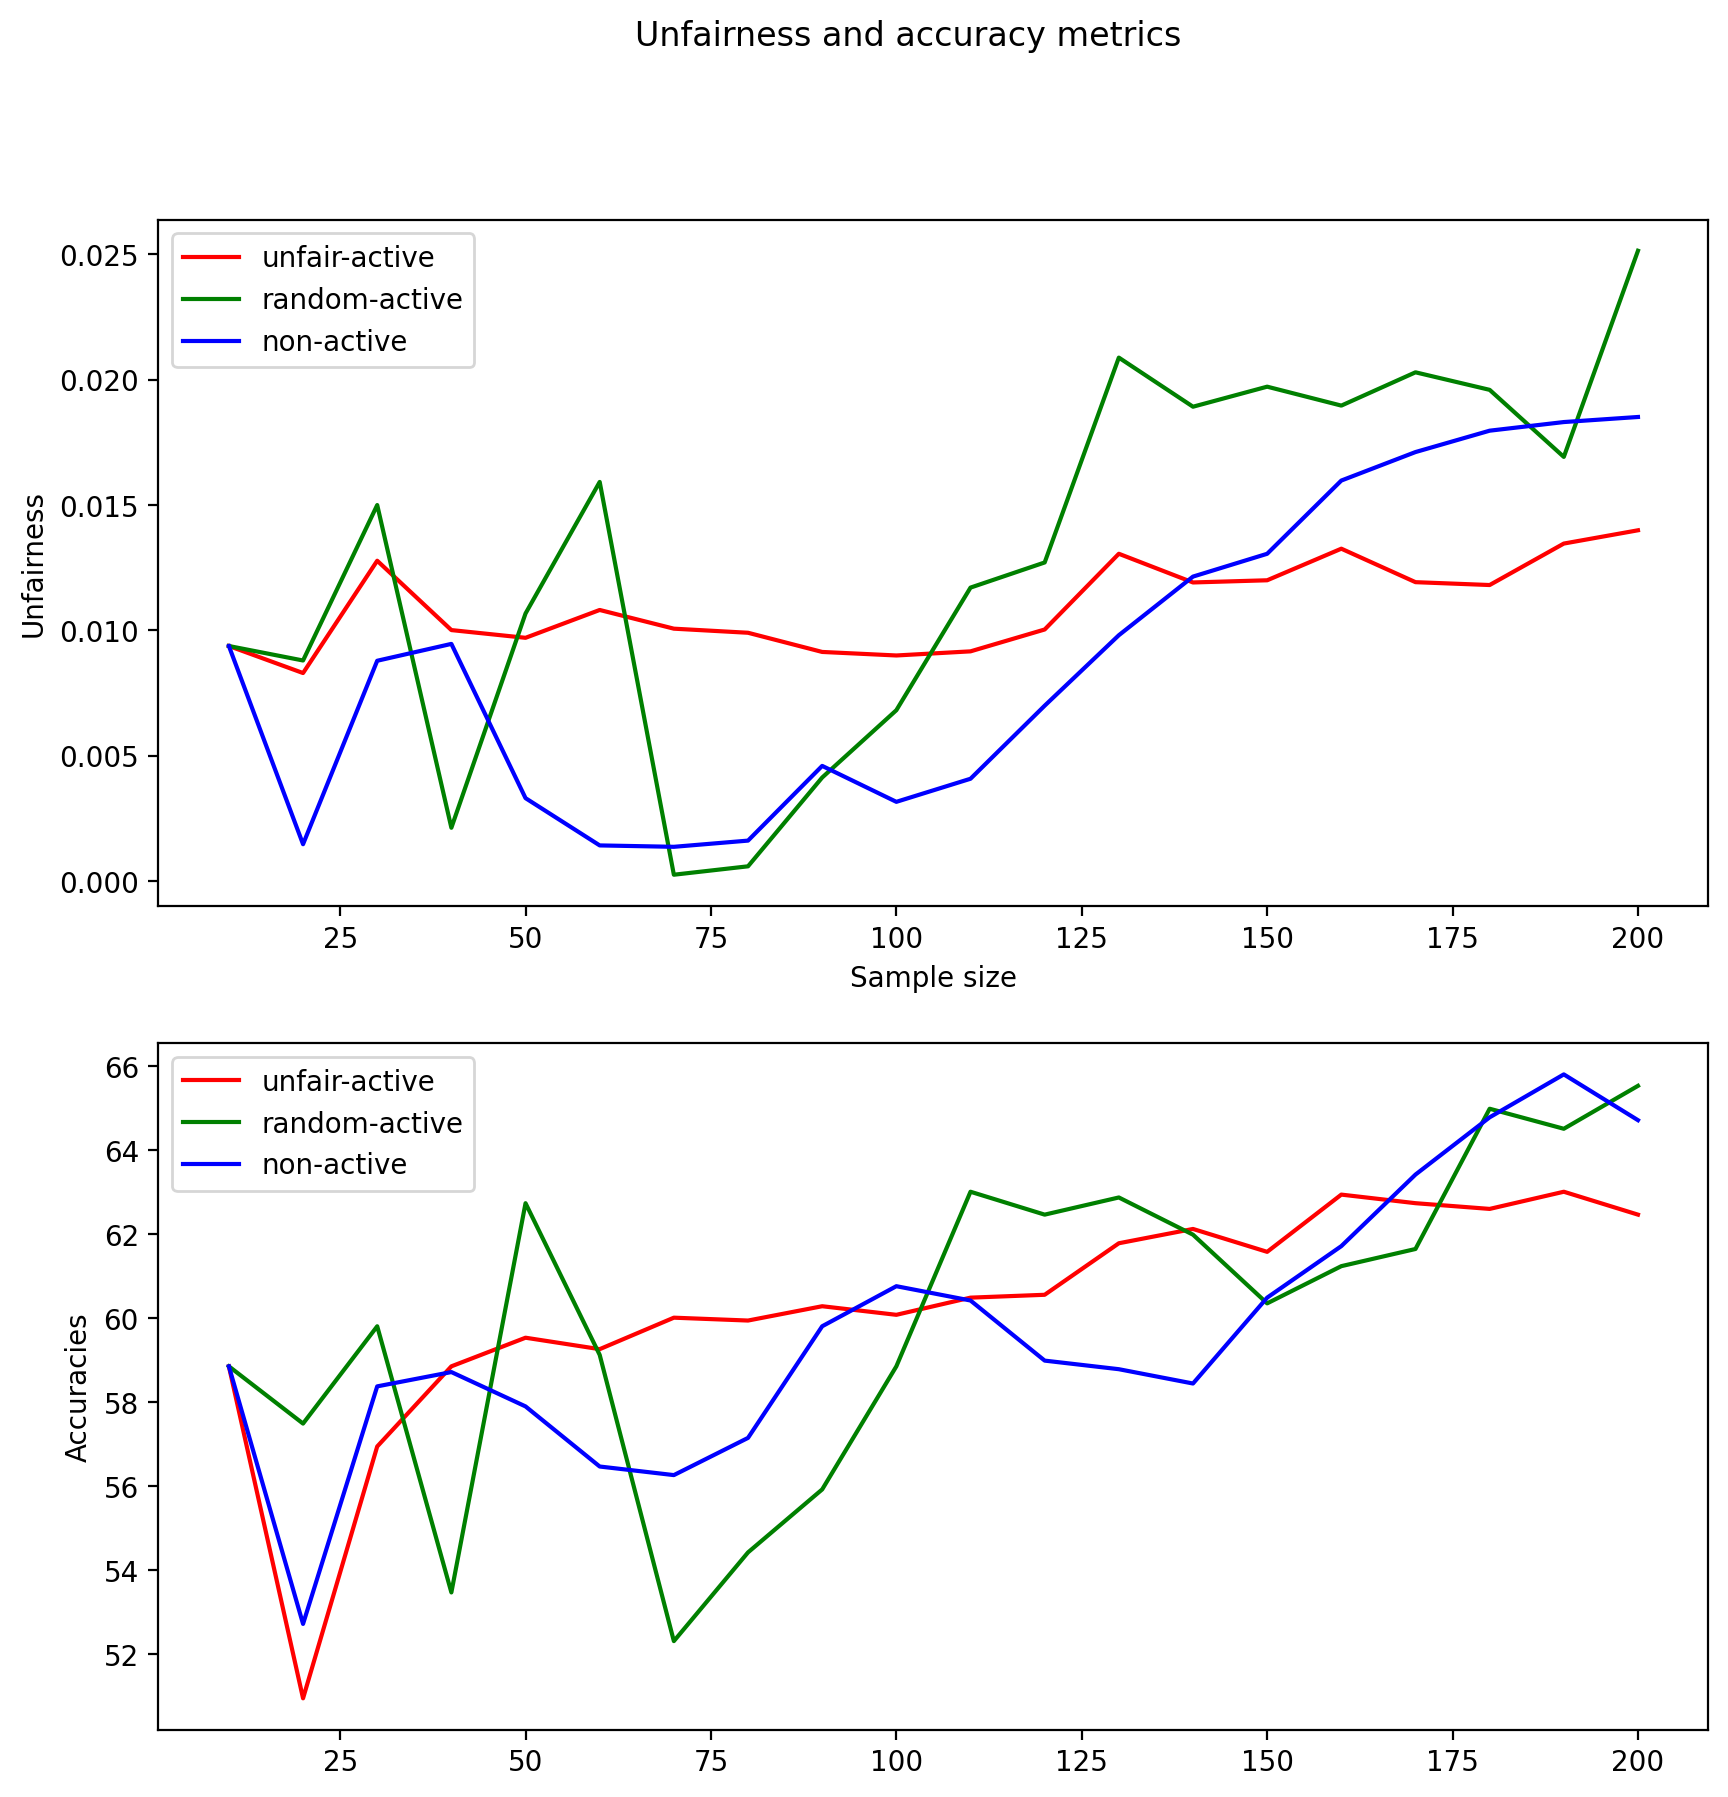 Unfairness and accuracy metrics
unfair-active
random-active
non-active
0.025
0.020
0.015
0.010
0.005
0.000
Unfairness
25 50 75 100 125 150 175 200
Sample size
unfair-active
random-active
non-active
66
64
62
60
58
56
54
52
Accuracies
25 50 75 100 125 150 175 200